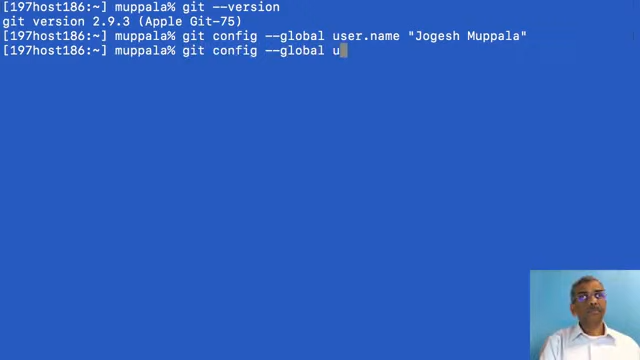 [197host186:~] muppala% git --version
git version 2.9.3 (Apple Git-75)
[197host186:~] muppala% git config --global user.name "Jogesh Muppala"
[197host186:~] muppala% git config --global u